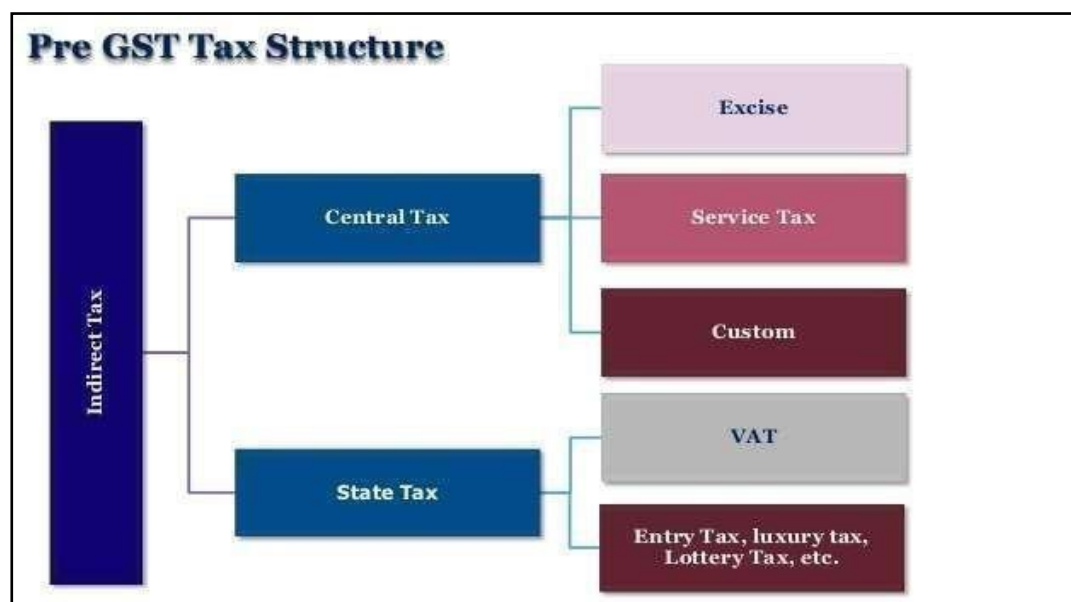 Pre GST Tax Structure
Indirect Tax
Central Tax
Excise
Service Tax
Custom
State Tax
VAT
Entry Tax, luxury tax,
Lottery Tax, etc.